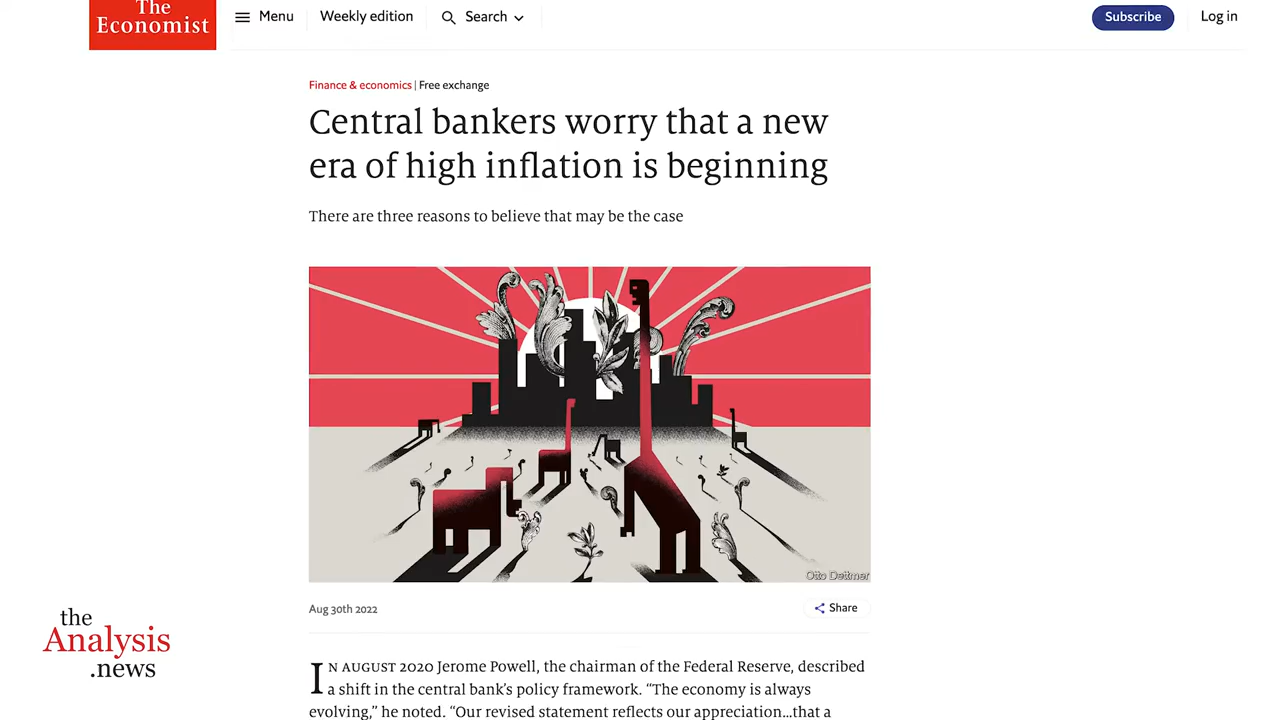 The
Economist
Menu
Weekly edition
Search
Subscribe
Log in
Finance & economics | Free exchange
Central bankers worry that a new
era of high inflation is beginning
There are three reasons to believe that may be the case
Otto Dettmer
Aug 30th 2022
Share
IN AUGUST 2020 Jerome Powell, the chairman of the Federal Reserve, described
a shift in the central bank's policy framework. “The economy is always
evolving,” he noted. “Our revised statement reflects our appreciation…that a
the
Analysis
.news